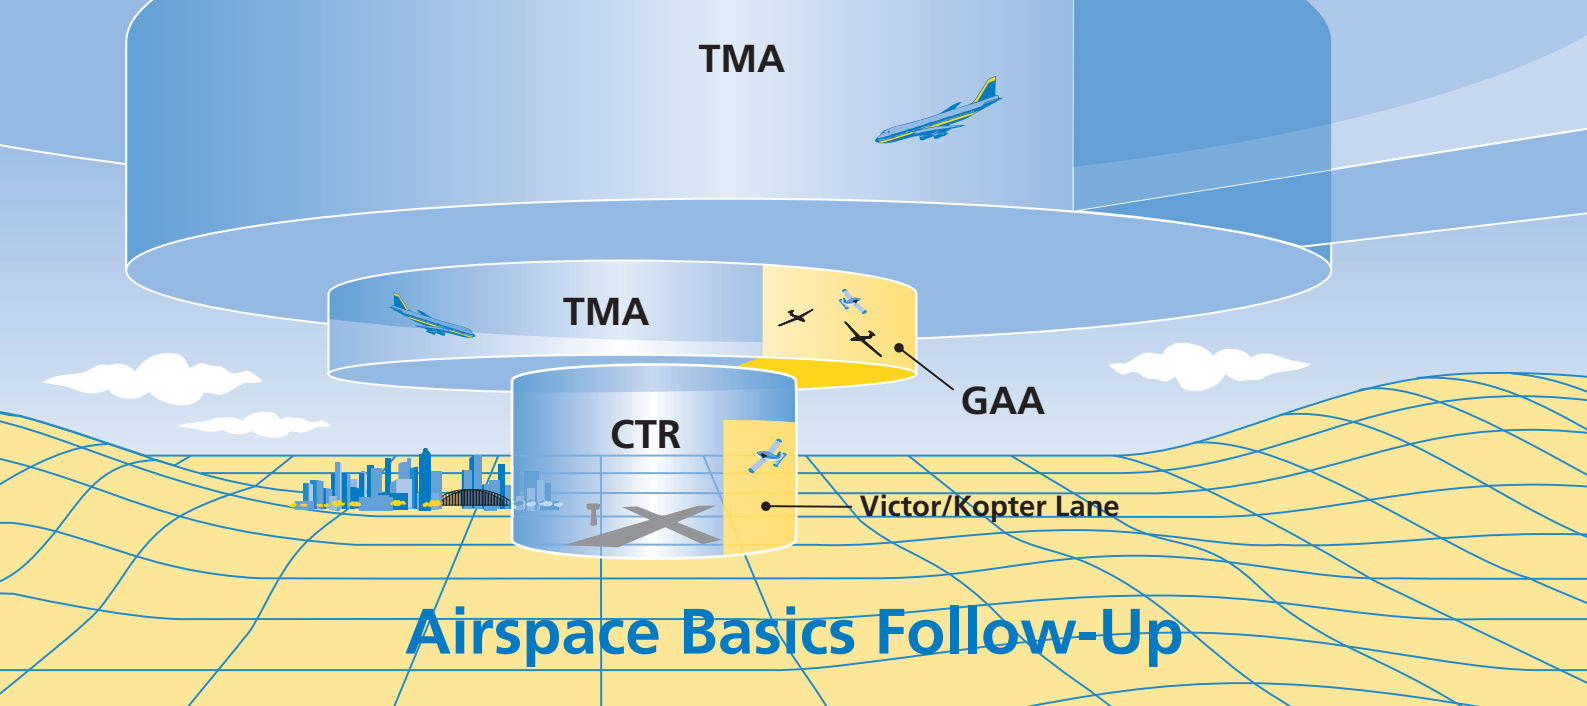 TMA
TMA
GAA
CTR
Victor/Kopter Lane
Airspace Basics Follow-Up